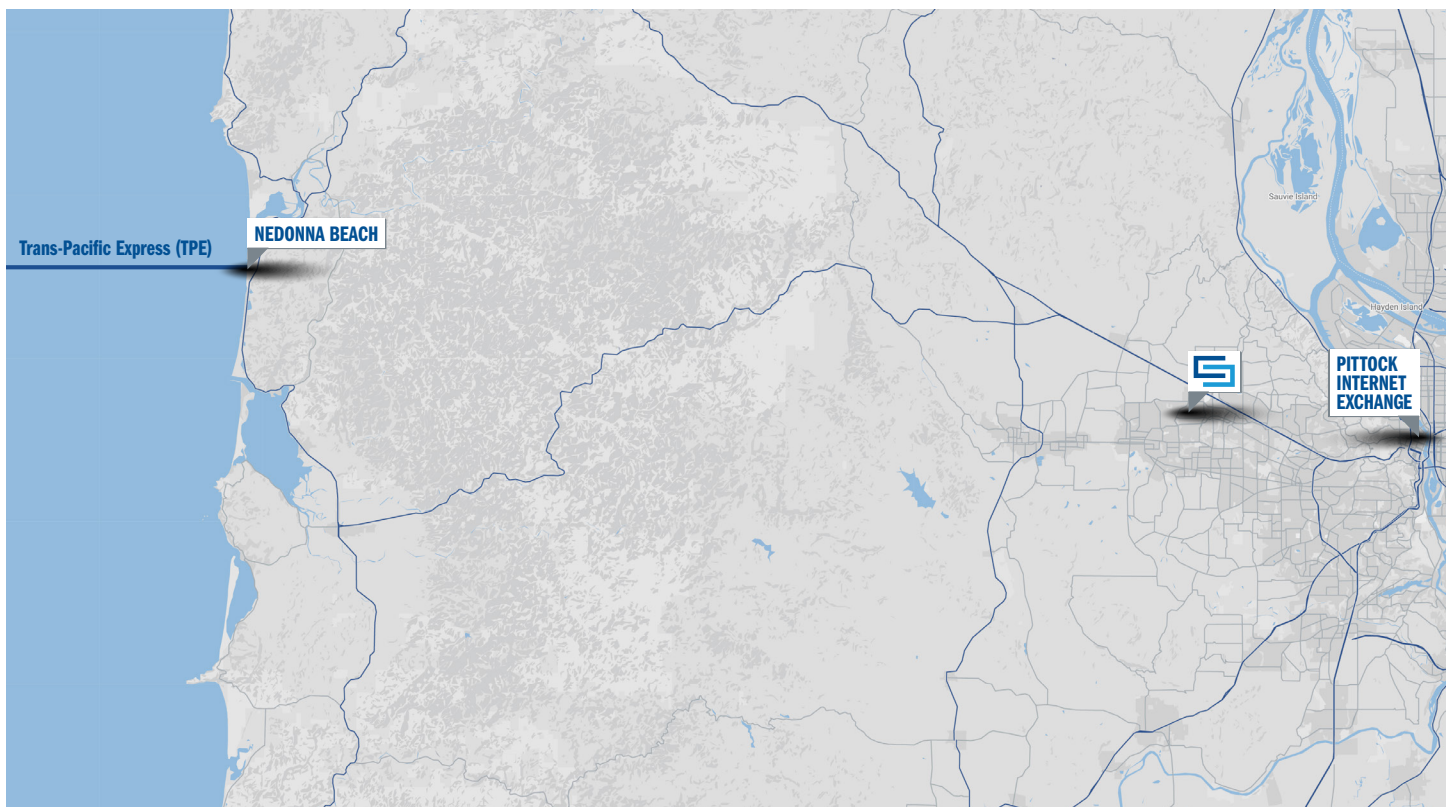 Sauvie Island
NEDONNA BEACH
Trans-Pacific Express (TPE)
Hayden Island
PITTOCK
INTERNET
EXCHANGE